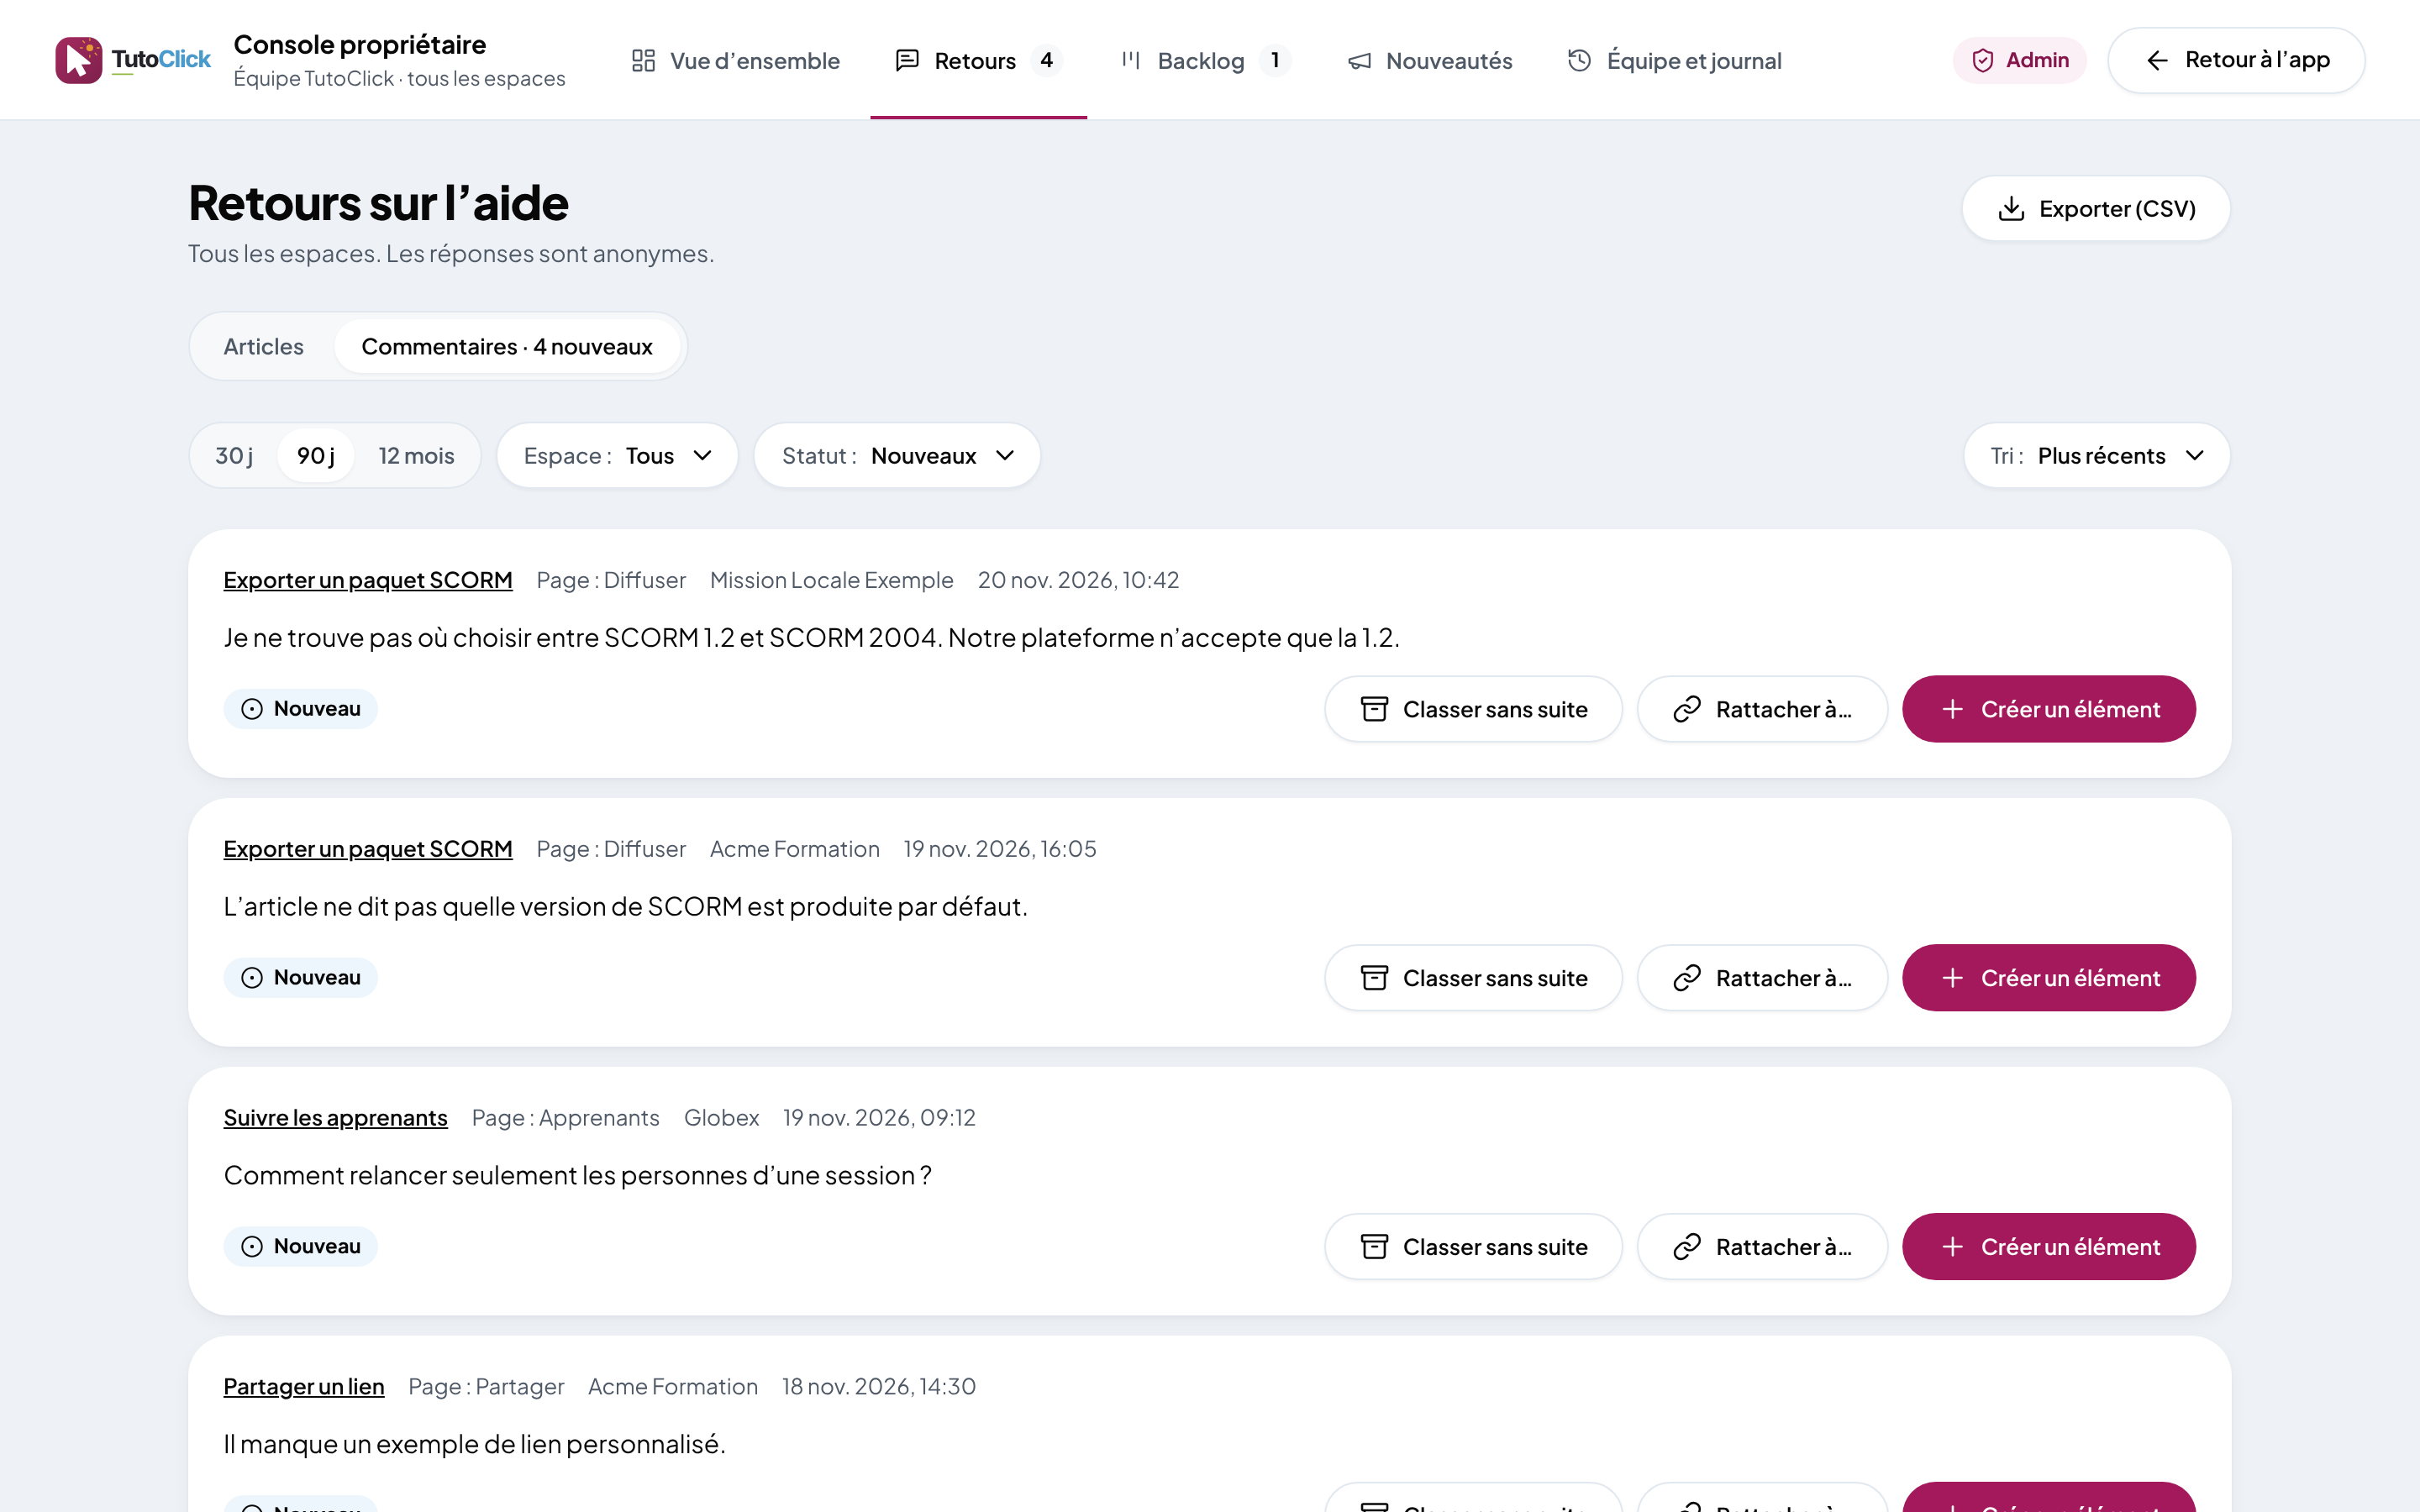 TutoClick
Console propriétaire
Équipe TutoClick · tous les espaces
Vue d’ensemble
Retours 4
Backlog 1
Nouveautés
Équipe et journal
Admin
Retour à l’app
Retours sur l’aide
Tous les espaces. Les réponses sont anonymes.
Exporter (CSV)
Articles
Commentaires · 4 nouveaux
30 j
90 j
12 mois
Espace : Tous
Statut : Nouveaux
Tri : Plus récents
Exporter un paquet SCORM Page : Diffuser Mission Locale Exemple 20 nov. 2026, 10:42
Je ne trouve pas où choisir entre SCORM 1.2 et SCORM 2004. Notre plateforme n’accepte que la 1.2.
Nouveau
Classer sans suite
Rattacher à…
Créer un élément
Exporter un paquet SCORM Page : Diffuser Acme Formation 19 nov. 2026, 16:05
L’article ne dit pas quelle version de SCORM est produite par défaut.
Nouveau
Classer sans suite
Rattacher à…
Créer un élément
Suivre les apprenants Page : Apprenants Globex 19 nov. 2026, 09:12
Comment relancer seulement les personnes d’une session ?
Nouveau
Classer sans suite
Rattacher à…
Créer un élément
Partager un lien Page : Partager Acme Formation 18 nov. 2026, 14:30
Il manque un exemple de lien personnalisé.